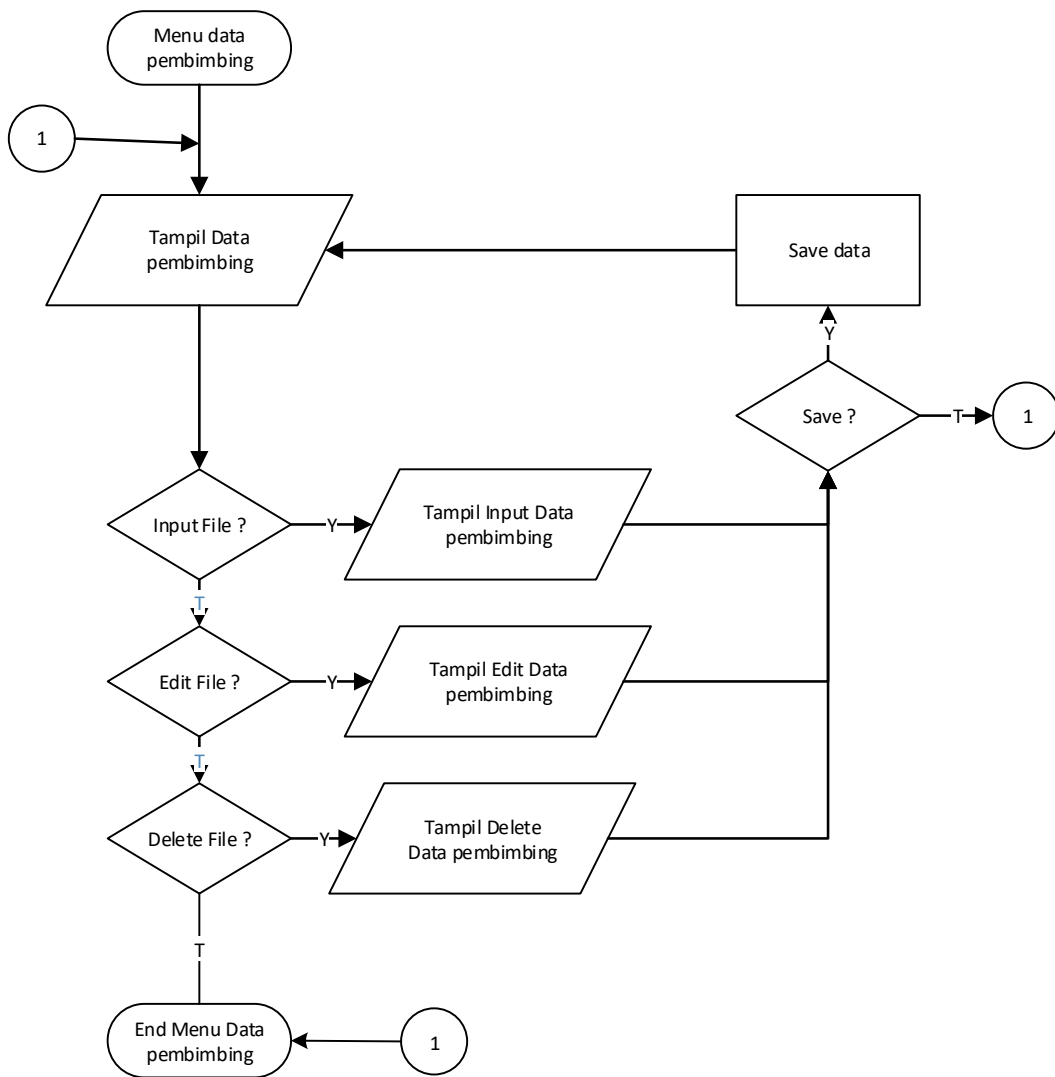 Menu data
pembimbing
1
Tampil Data
pembimbing
Save data
Y
Save ?
T
1
Input File ?
Y
Tampil Input Data
pembimbing
T
Edit File ?
Y
Tampil Edit Data
pembimbing
T
Delete File ?
Y
Tampil Delete
Data pembimbing
T
End Menu Data
pembimbing
1